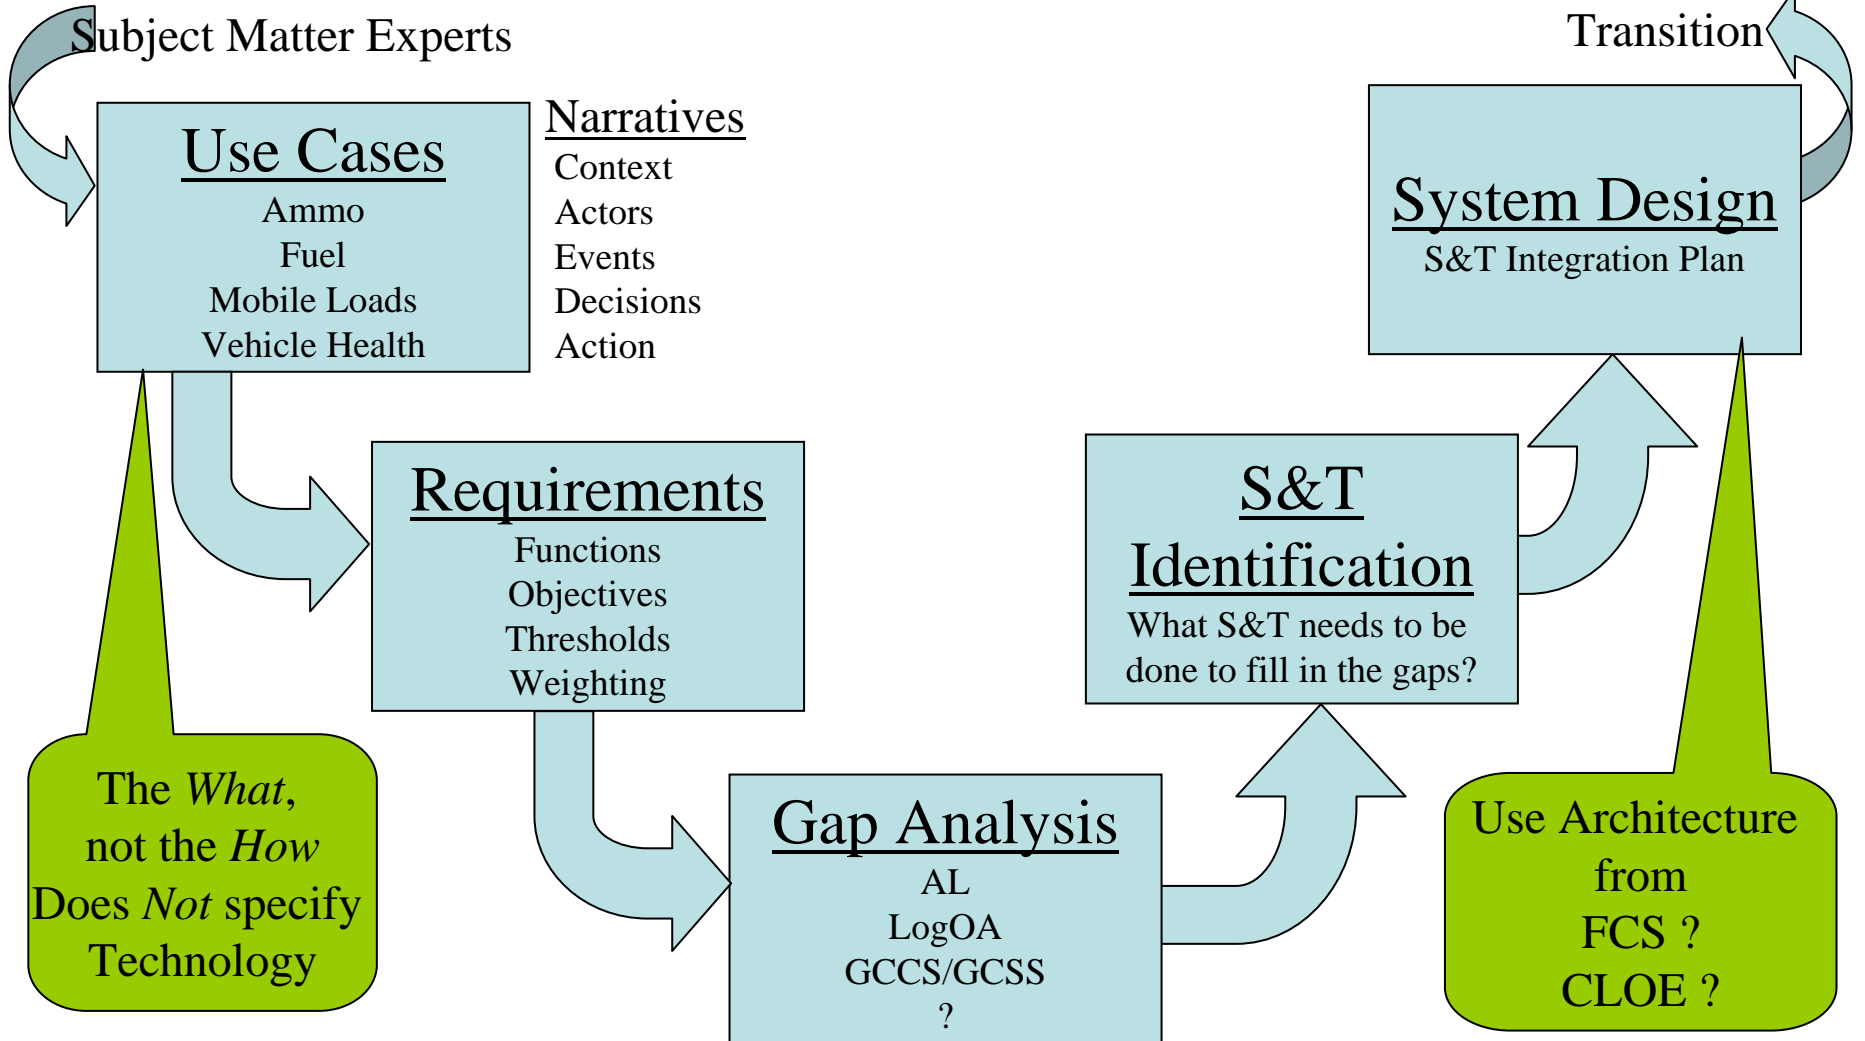 Subject Matter Experts
Transition
Use Cases
Ammo
Fuel
Mobile Loads
Vehicle Health
Narratives
Context
Actors
Events
Decisions
Action
System Design
S&T Integration Plan
Requirements
Functions
Objectives
Thresholds
Weighting
S&T
Identification
What S&T needs to be
done to fill in the gaps?
The What,
not the How
Does Not specify
Technology
Gap Analysis
AL
LogOA
GCCS/GCSS
?
Use Architecture
from
FCS ?
CLOE ?